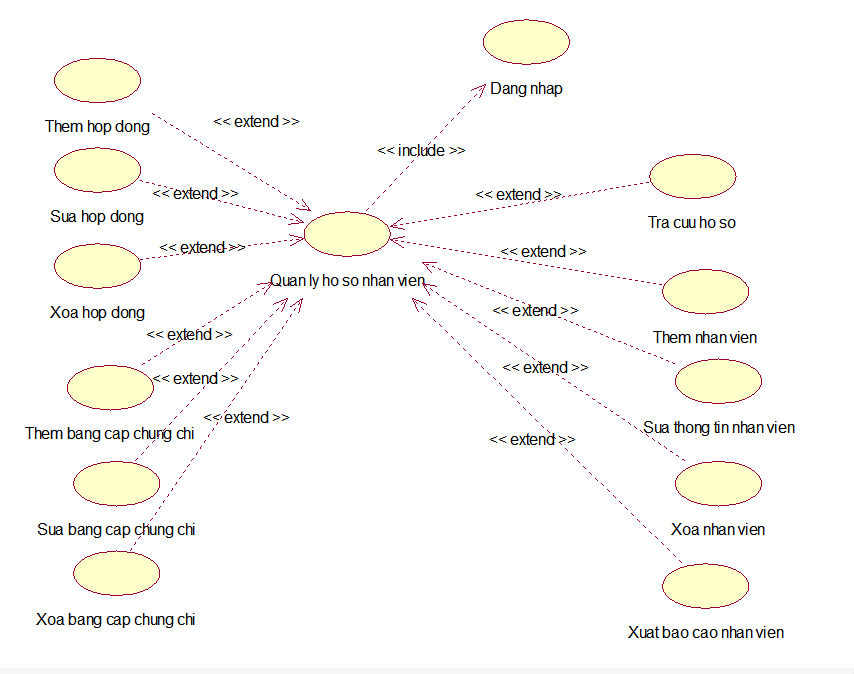 Dang nhap
Them hop dong
<< extend >>
<< include >>
Sua hop dong
<< extend >>
<< extend >>
Tra cuu ho so
<< extend >>
<< extend >>
Quan ly ho so nhan vien
Xoa hop dong
<< extend >>
Them nhan vien
<< extend >>
<< extend >>
<< extend >>
<< extend >>
Them bang cap chung chi
Sua thong tin nhan vien
<< extend >>
Sua bang cap chung chi
Xoa nhan vien
Xoa bang cap chung chi
Xuat bao cao nhan vien